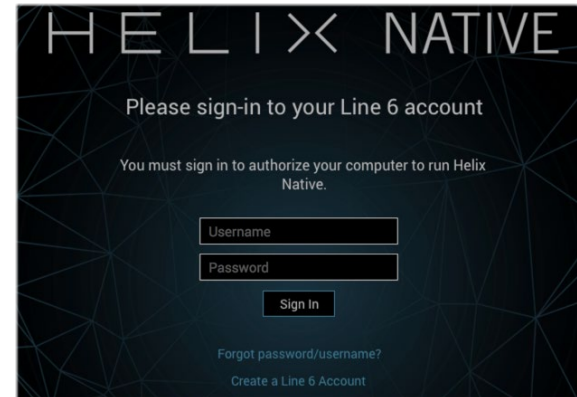 HELIX NATIVE
Please sign-in to your Line 6 account
You must sign in to authorize your computer to run Helix
Native.
Username
Password
Sign In
Forgot password/username?
Create a Line 6 Account